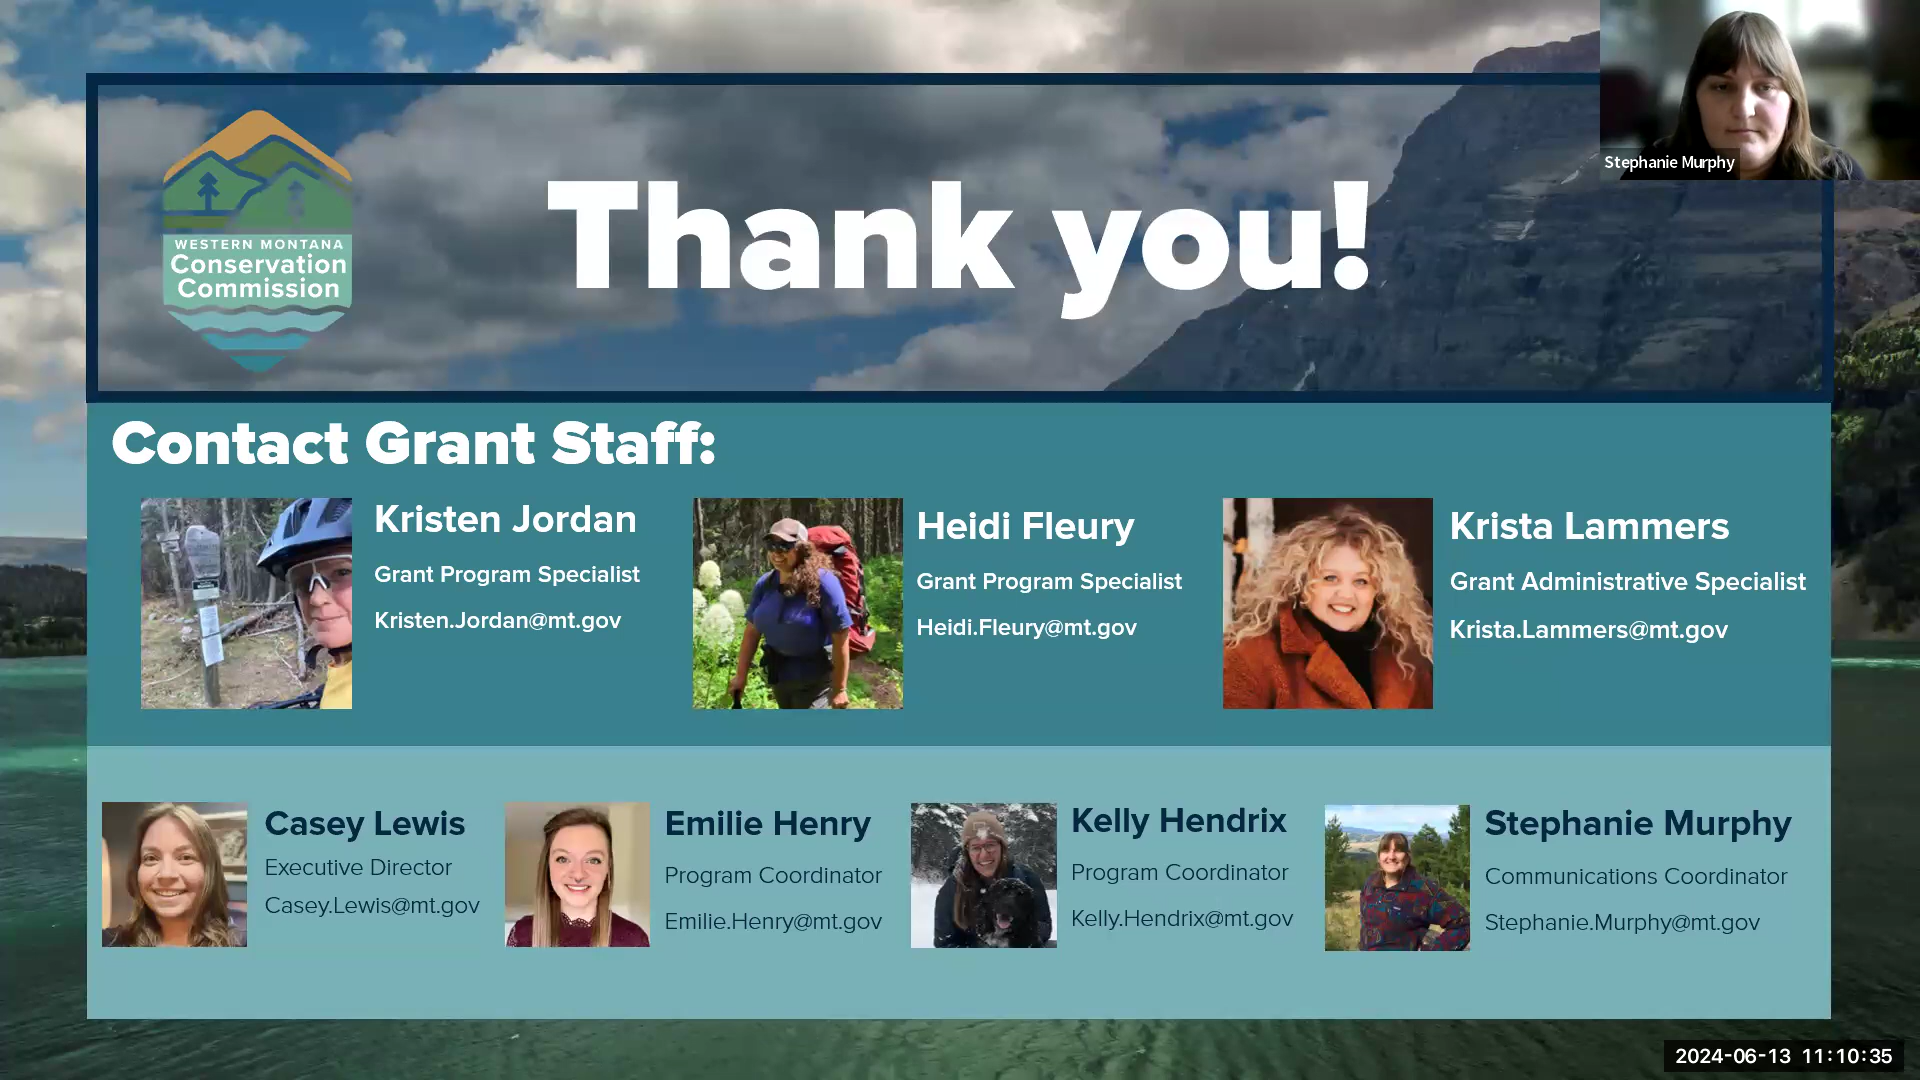 Stephanie Murphy
WESTERN MONTANA
Conservation
Commission
Thank you!
Contact Grant Staff:
Kristen Jordan
Grant Program Specialist
Kristen.Jordan@mt.gov
Heidi Fleury
Grant Program Specialist
Heidi.Fleury@mt.gov
Krista Lammers
Grant Administrative Specialist
Krista.Lammers@mt.gov
Casey Lewis
Executive Director
Casey.Lewis@mt.gov
Emilie Henry
Program Coordinator
Emilie.Henry@mt.gov
Kelly Hendrix
Program Coordinator
Kelly.Hendrix@mt.gov
Stephanie Murphy
Communications Coordinator
Stephanie.Murphy@mt.gov
2024-06-13 11:10:35